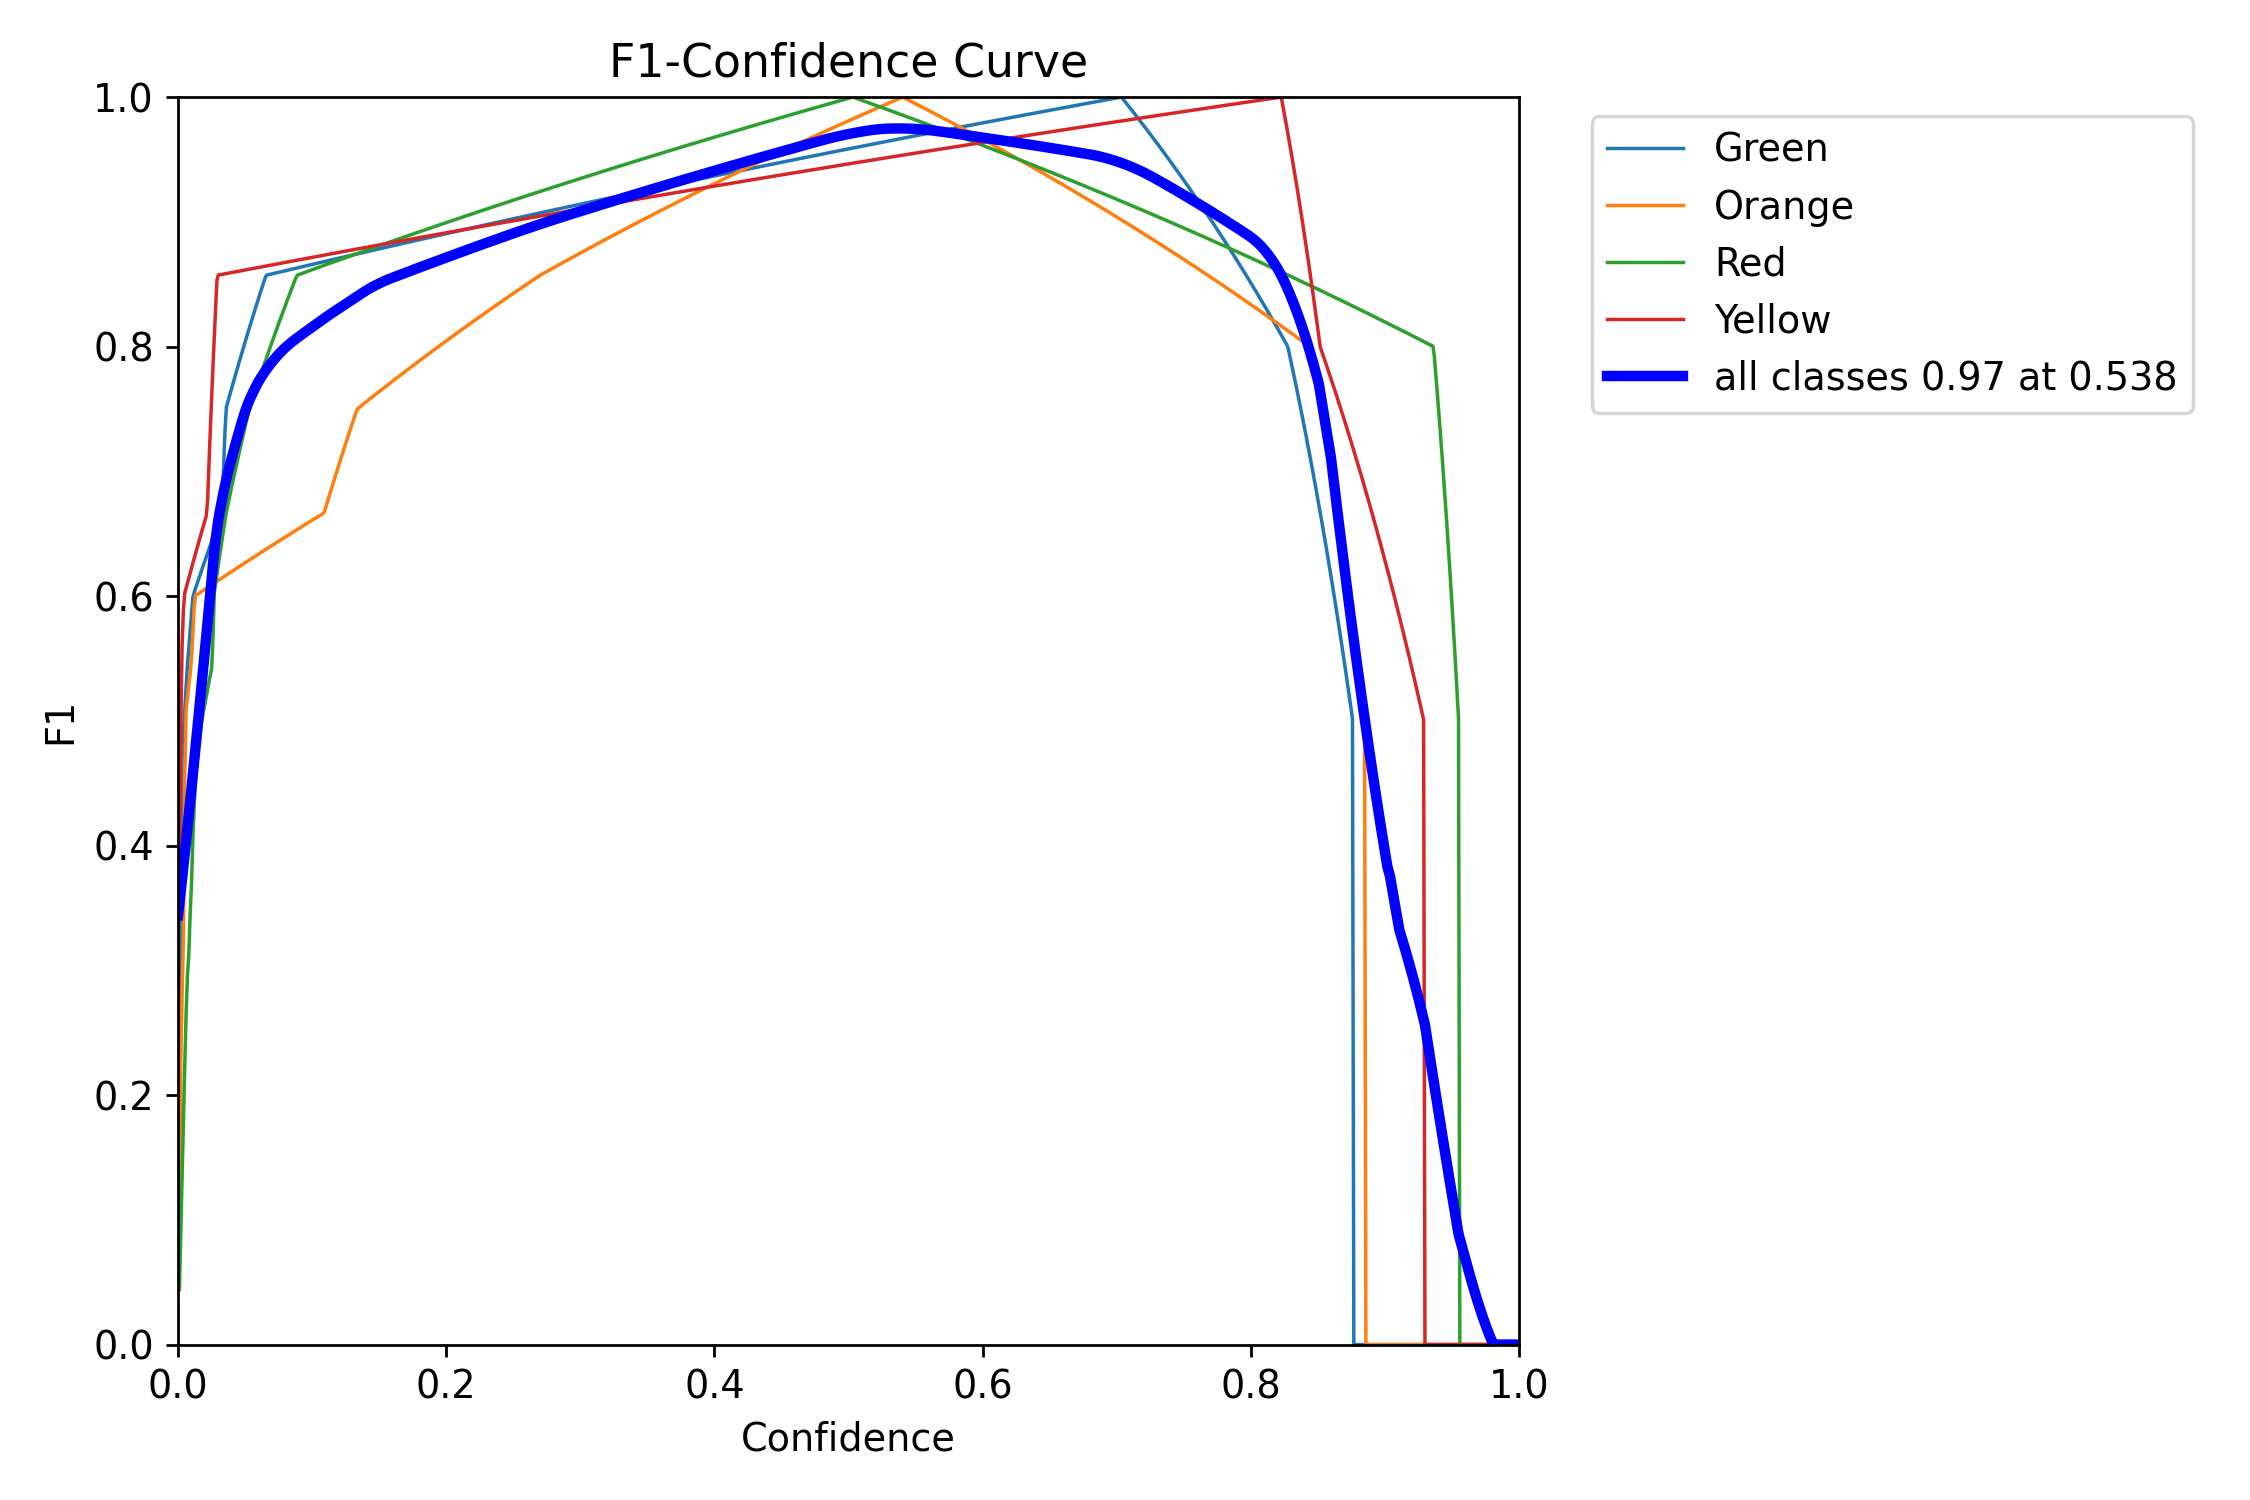 F1-Confidence Curve
1.0
0.8
0.6
0.4
0.2
0.0
F1
0.0 0.2 0.4 0.6 0.8 1.0
Confidence
Green
Orange
Red
Yellow
all classes 0.97 at 0.538